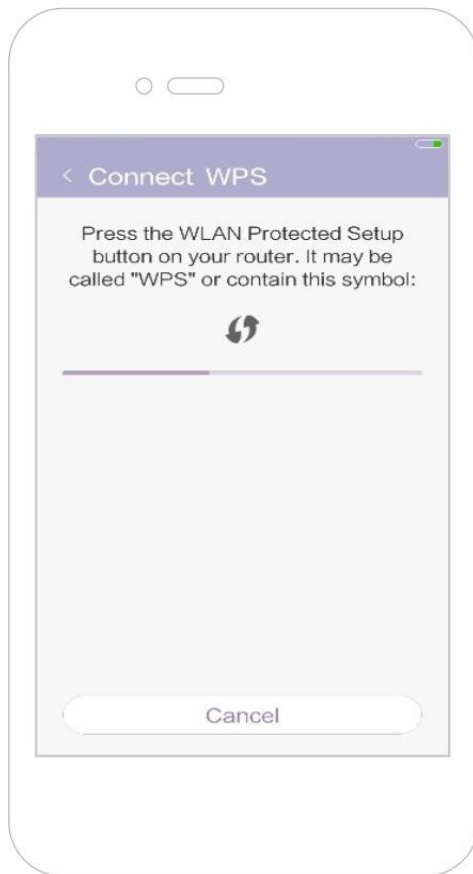 < Connect WPS
Press the WLAN Protected Setup
button on your router. It may be
called "WPS" or contain this symbol:
Cancel